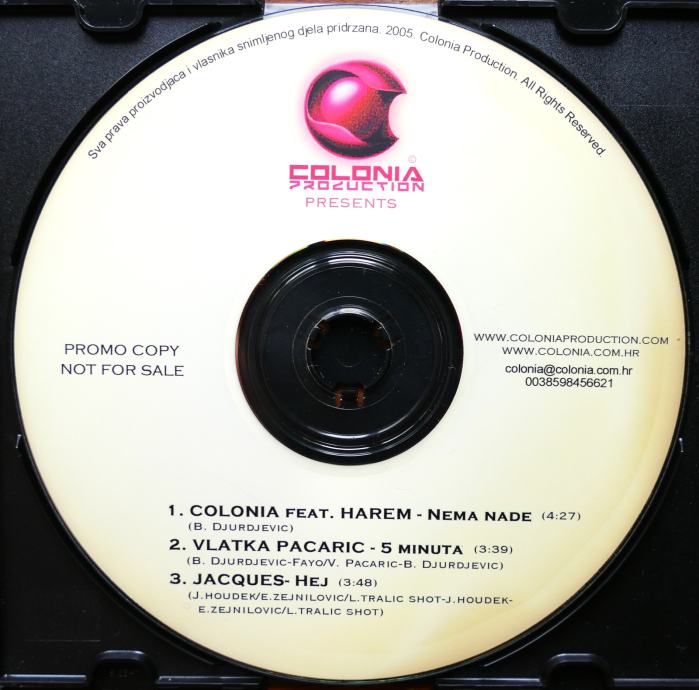 Sva prava proizvodjaca i vlasnika snimljenog djela pridrzana. 2005. Colonia Production. All Rights Reserved.
©
COLONIA
PRODUCTION
PRESENTS
PROMO COPY
NOT FOR SALE
WWW.COLONIAPRODUCTION.COM
WWW.COLONIA.COM.HR
colonia@colonia.com.hr
0038598456621
1. COLONIA FEAT. HAREM - NEMA NADE (4:27)
(B. DJURDJEVIC)
2. VLATKA PACARIC - 5 MINUTA (3:39)
(B. DJURDJEVIC-FAYO/V. PACARIC-B. DJURDJEVIC)
3. JACQUES- HEJ (3:48)
(J.HOUDEK/E.ZEJNILOVIC/L.TRALIC SHOT-J.HOUDEK-
E.ZEJNILOVIC/L.TRALIC SHOT)